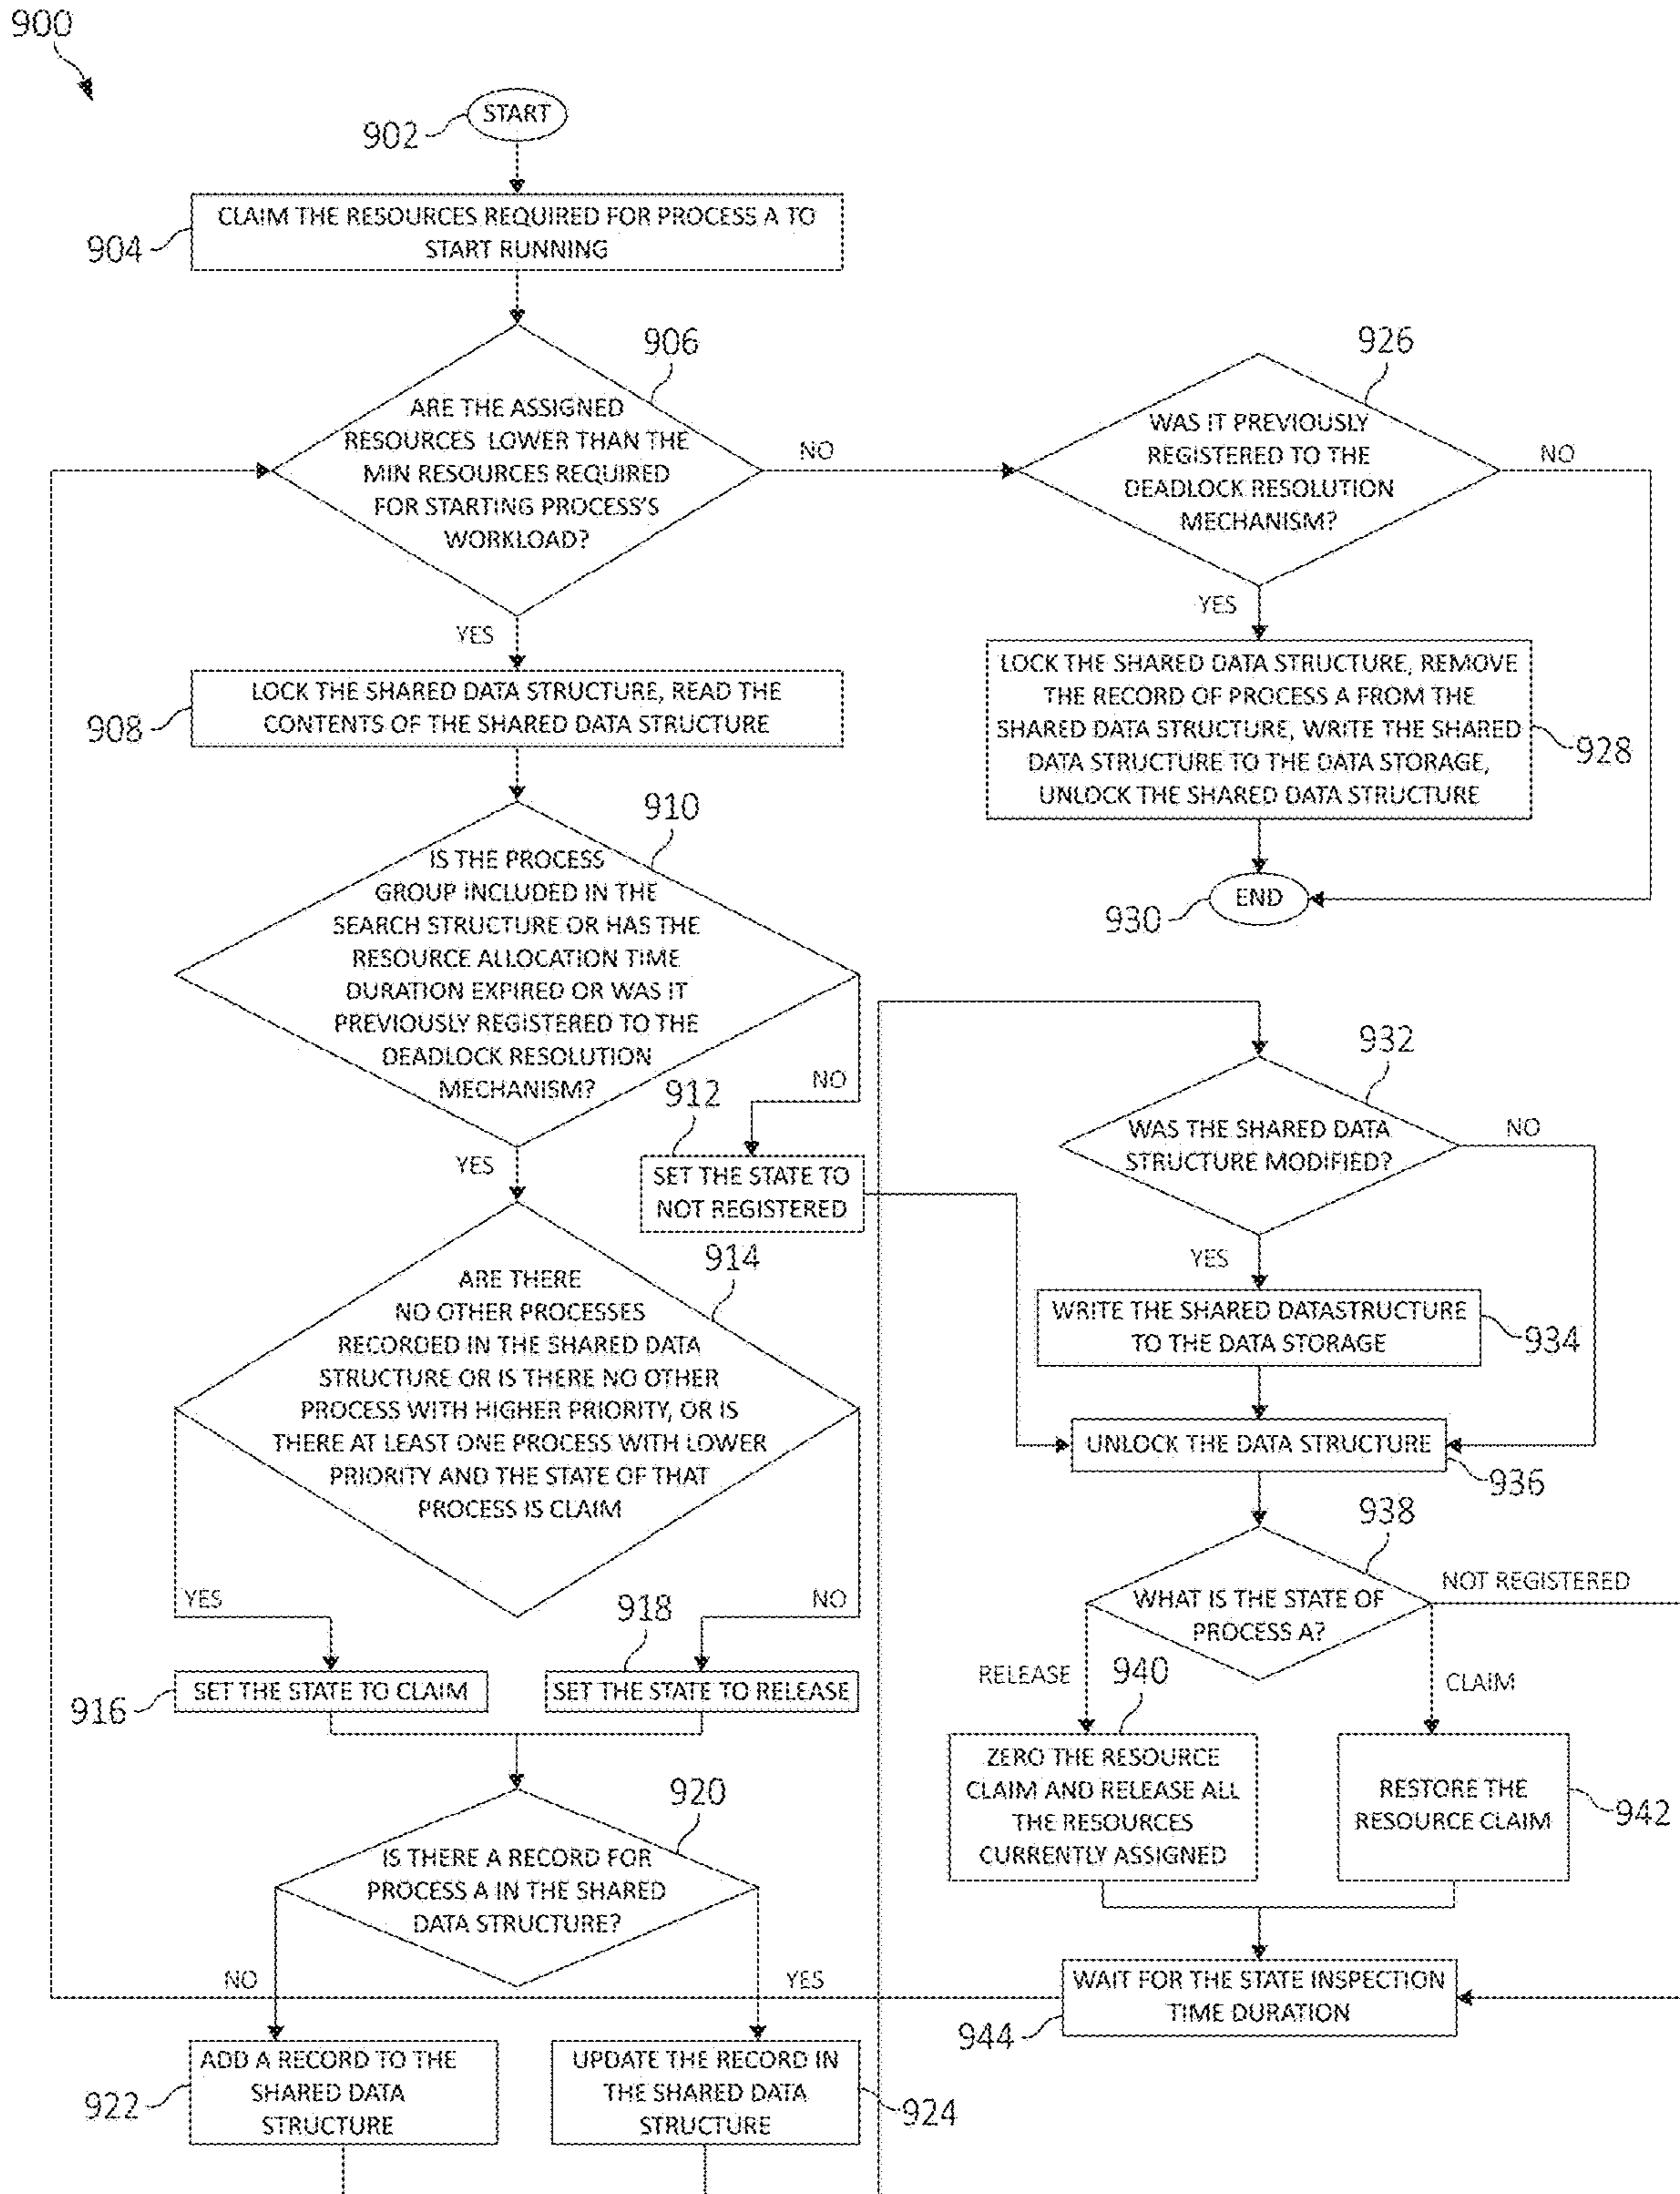 900
START
902
CLAIM THE RESOURCES REQUIRED FOR PROCESS A TO
START RUNNING
904
906
ARE THE ASSIGNED
RESOURCES LOWER THAN THE
MIN RESOURCES REQUIRED
FOR STARTING PROCESS'S
WORKLOAD?
NO
YES
926
WAS IT PREVIOUSLY
REGISTERED TO THE
DEADLOCK RESOLUTION
MECHANISM?
NO
YES
LOCK THE SHARED DATA STRUCTURE, READ THE
CONTENTS OF THE SHARED DATA STRUCTURE
908
LOCK THE SHARED DATA STRUCTURE, REMOVE
THE RECORD OF PROCESS A FROM THE
SHARED DATA STRUCTURE, WRITE THE SHARED
DATA STRUCTURE TO THE DATA STORAGE,
UNLOCK THE SHARED DATA STRUCTURE
928
END
930
910
IS THE PROCESS
GROUP INCLUDED IN THE
SEARCH STRUCTURE OR HAS THE
RESOURCE ALLOCATION TIME
DURATION EXPIRED OR WAS IT
PREVIOUSLY REGISTERED TO THE
DEADLOCK RESOLUTION
MECHANISM?
NO
912
YES
SET THE STATE TO
NOT REGISTERED
932
WAS THE SHARED DATA
STRUCTURE MODIFIED?
NO
YES
914
ARE THERE
NO OTHER PROCESSES
RECORDED IN THE SHARED DATA
STRUCTURE OR IS THERE NO OTHER
PROCESS WITH HIGHER PRIORITY, OR IS
THERE AT LEAST ONE PROCESS WITH LOWER
PRIORITY AND THE STATE OF THAT
PROCESS IS CLAIM
YES
NO
WRITE THE SHARED DATASTRUCTURE
TO THE DATA STORAGE
934
UNLOCK THE DATA STRUCTURE
936
938
WHAT IS THE STATE OF
PROCESS A?
NOT REGISTERED
RELEASE
CLAIM
918
SET THE STATE TO CLAIM
916
SET THE STATE TO RELEASE
940
ZERO THE RESOURCE
CLAIM AND RELEASE ALL
THE RESOURCES
CURRENTLY ASSIGNED
RESTORE THE
RESOURCE CLAIM
942
920
IS THERE A RECORD FOR
PROCESS A IN THE SHARED
DATA STRUCTURE?
NO
YES
WAIT FOR THE STATE INSPECTION
TIME DURATION
944
ADD A RECORD TO THE
SHARED DATA
STRUCTURE
922
UPDATE THE RECORD IN
THE SHARED DATA
STRUCTURE
924